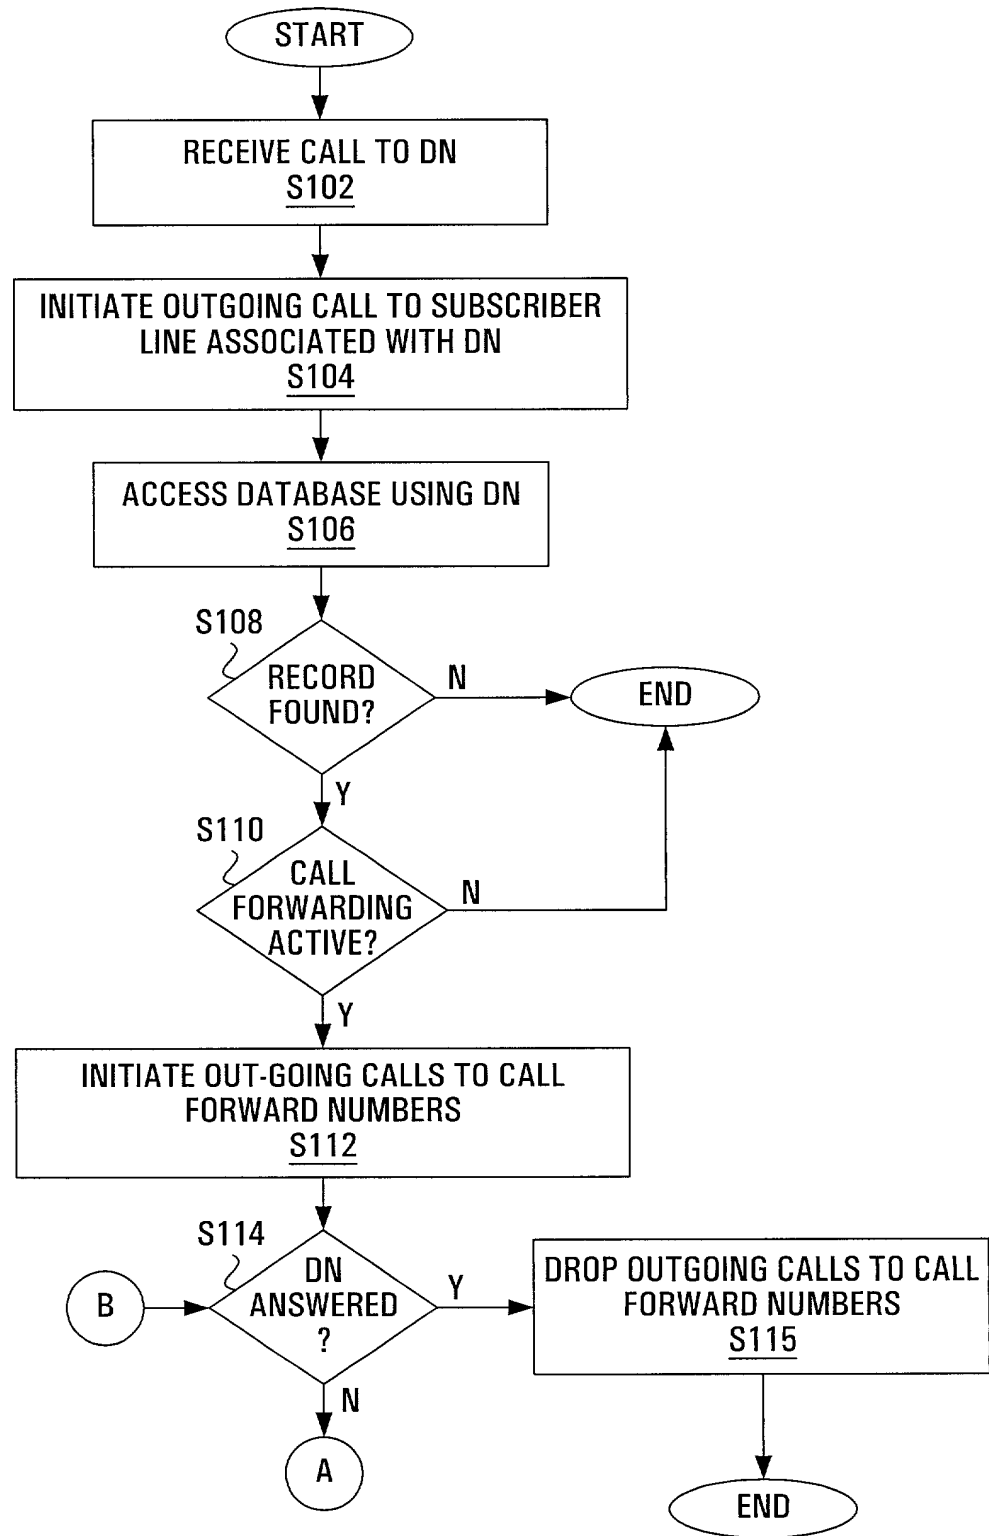 START
RECEIVE CALL TO DN
S102
INITIATE OUTGOING CALL TO SUBSCRIBER
LINE ASSOCIATED WITH DN
S104
ACCESS DATABASE USING DN
S106
S108
RECORD
FOUND?
N
END
Y
S110
CALL
FORWARDING
ACTIVE?
N
Y
INITIATE OUT-GOING CALLS TO CALL
FORWARD NUMBERS
S112
S114
B
DN
ANSWERED
?
Y
DROP OUTGOING CALLS TO CALL
FORWARD NUMBERS
S115
N
A
END